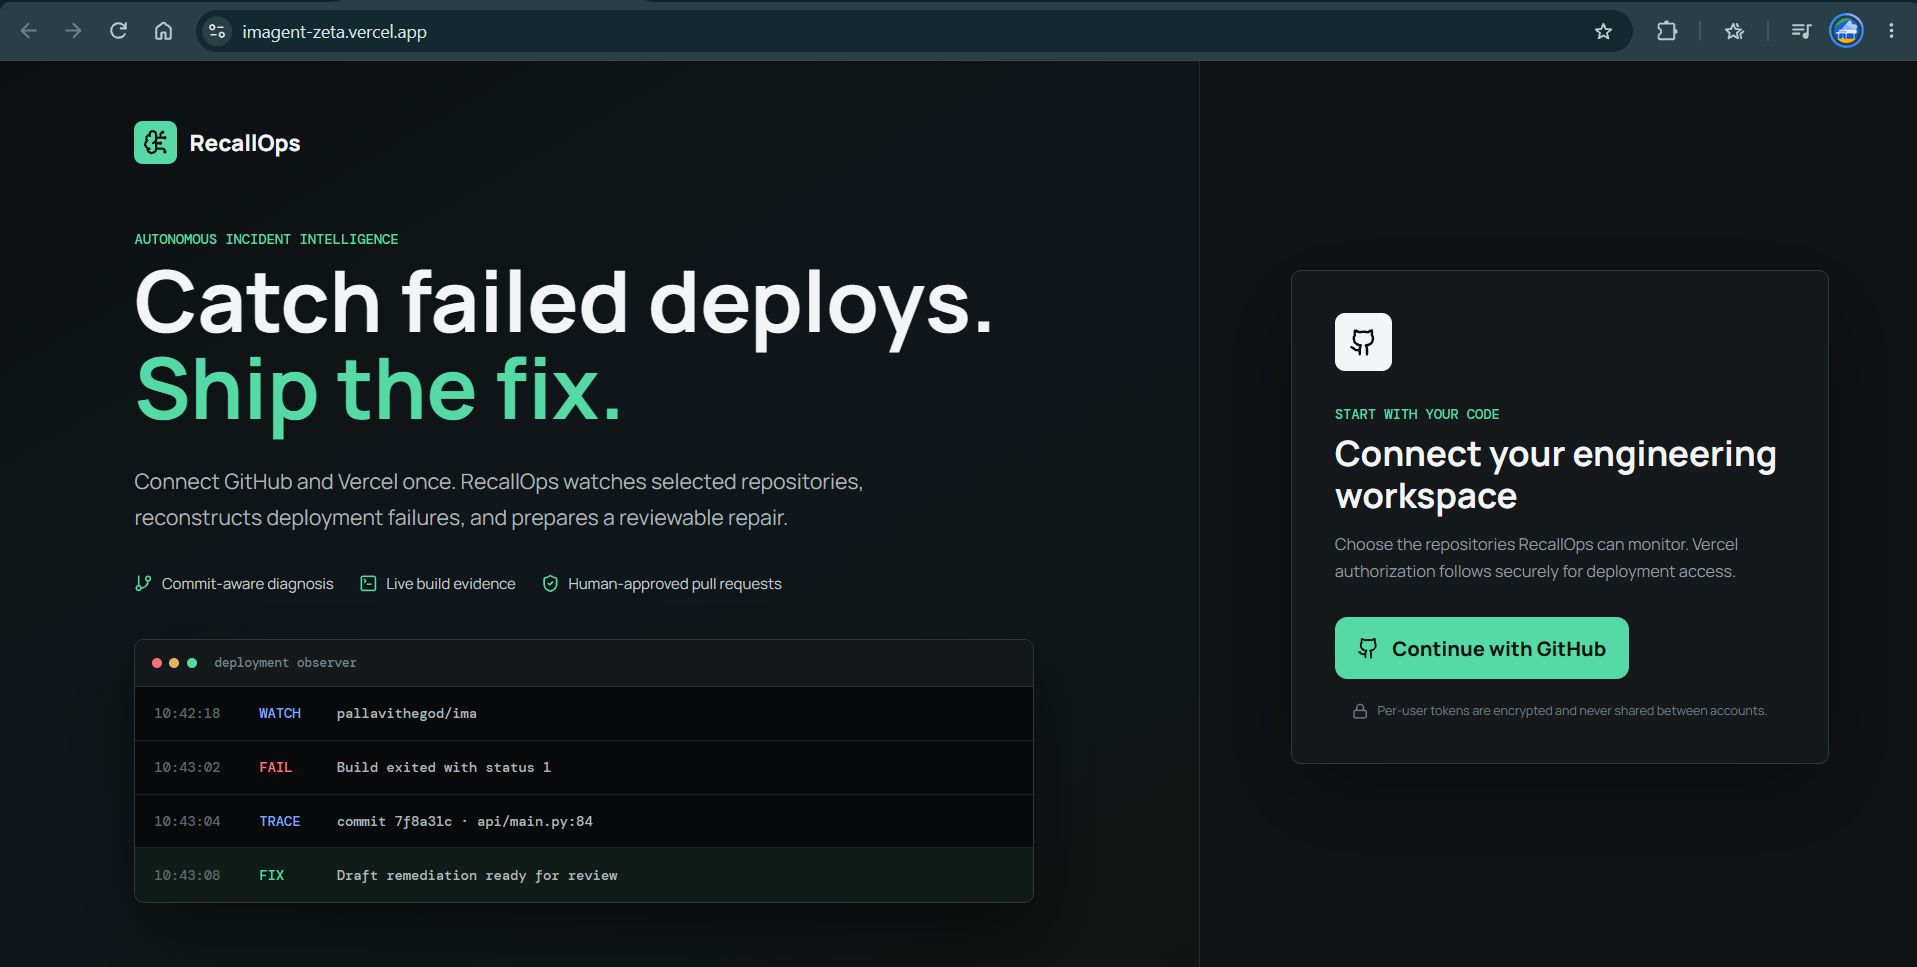 imagent-zeta.vercel.app
RecallOps
AUTONOMOUS INCIDENT INTELLIGENCE
Catch failed deploys.
Ship the fix.
Connect GitHub and Vercel once. RecallOps watches selected repositories,
reconstructs deployment failures, and prepares a reviewable repair.
Commit-aware diagnosis Live build evidence Human-approved pull requests
deployment observer
10:42:18 WATCH pallavithegod/ima
10:43:02 FAIL Build exited with status 1
10:43:04 TRACE commit 7f8a31c · api/main.py:84
10:43:08 FIX Draft remediation ready for review
START WITH YOUR CODE
Connect your engineering
workspace
Choose the repositories RecallOps can monitor. Vercel
authorization follows securely for deployment access.
Continue with GitHub
Per-user tokens are encrypted and never shared between accounts.